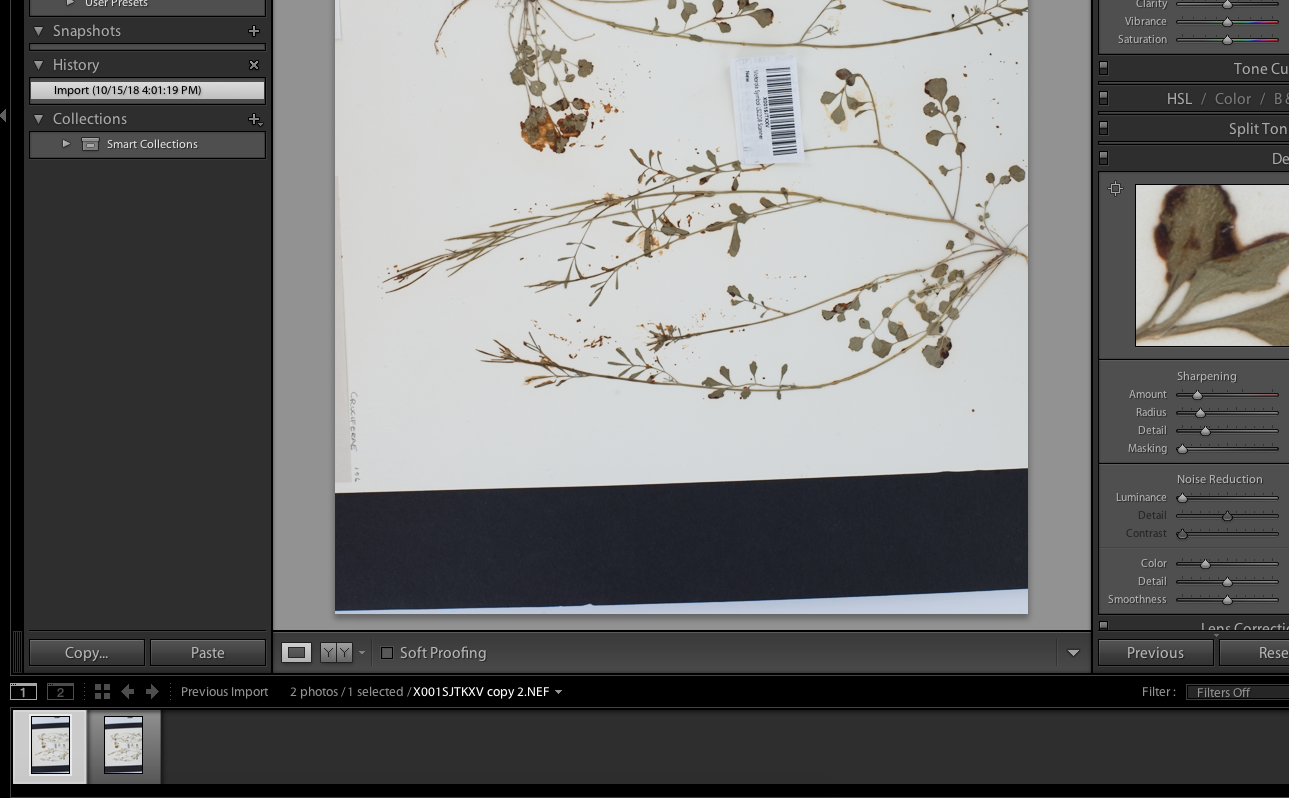 User Presets
Snapshots
History
Import (10/15/18 4:01:19 PM)
Collections
Smart Collections
Copy...
Paste
X001SJTKXV
New
CRUCIFERAE
Soft Proofing
Clarity
Vibrance
Saturation
Tone Cu
HSL / Color / B &
Split Ton
De
Sharpening
Amount
Radius
Detail
Masking
Noise Reduction
Luminance
Detail
Contrast
Color
Detail
Smoothness
Lens Correctio
Previous
Rese
1
2
Previous Import
2 photos / 1 selected / X001SJTKXV copy 2.NEF
Filter :
Filters Off